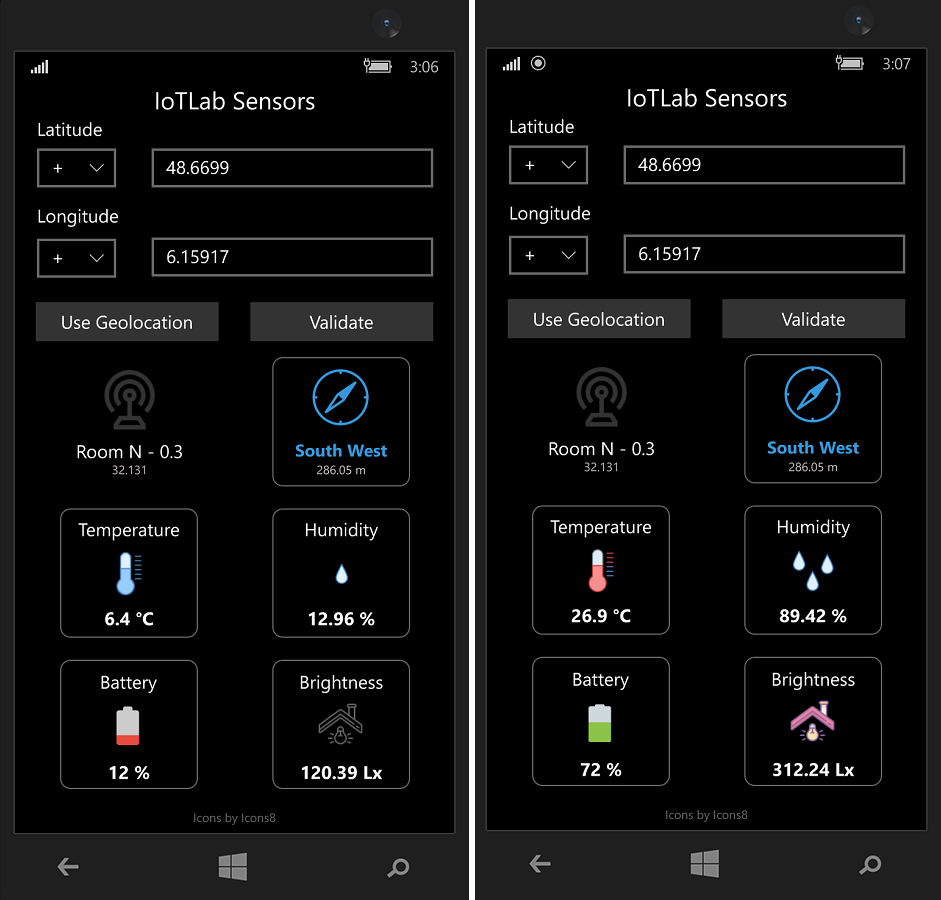 3:06
IoTLab Sensors
Latitude
+ 48.6699
Longitude
+ 6.15917
Use Geolocation Validate
Room N - 0.3
32.131
South West
286.05 m
Temperature
6.4 °C
Humidity
12.96 %
Battery
12 %
Brightness
120.39 Lx
Icons by Icons8
3:07
IoTLab Sensors
Latitude
+ 48.6699
Longitude
+ 6.15917
Use Geolocation Validate
Room N - 0.3
32.131
South West
286.05 m
Temperature
26.9 °C
Humidity
89.42 %
Battery
72 %
Brightness
312.24 Lx
Icons by Icons8